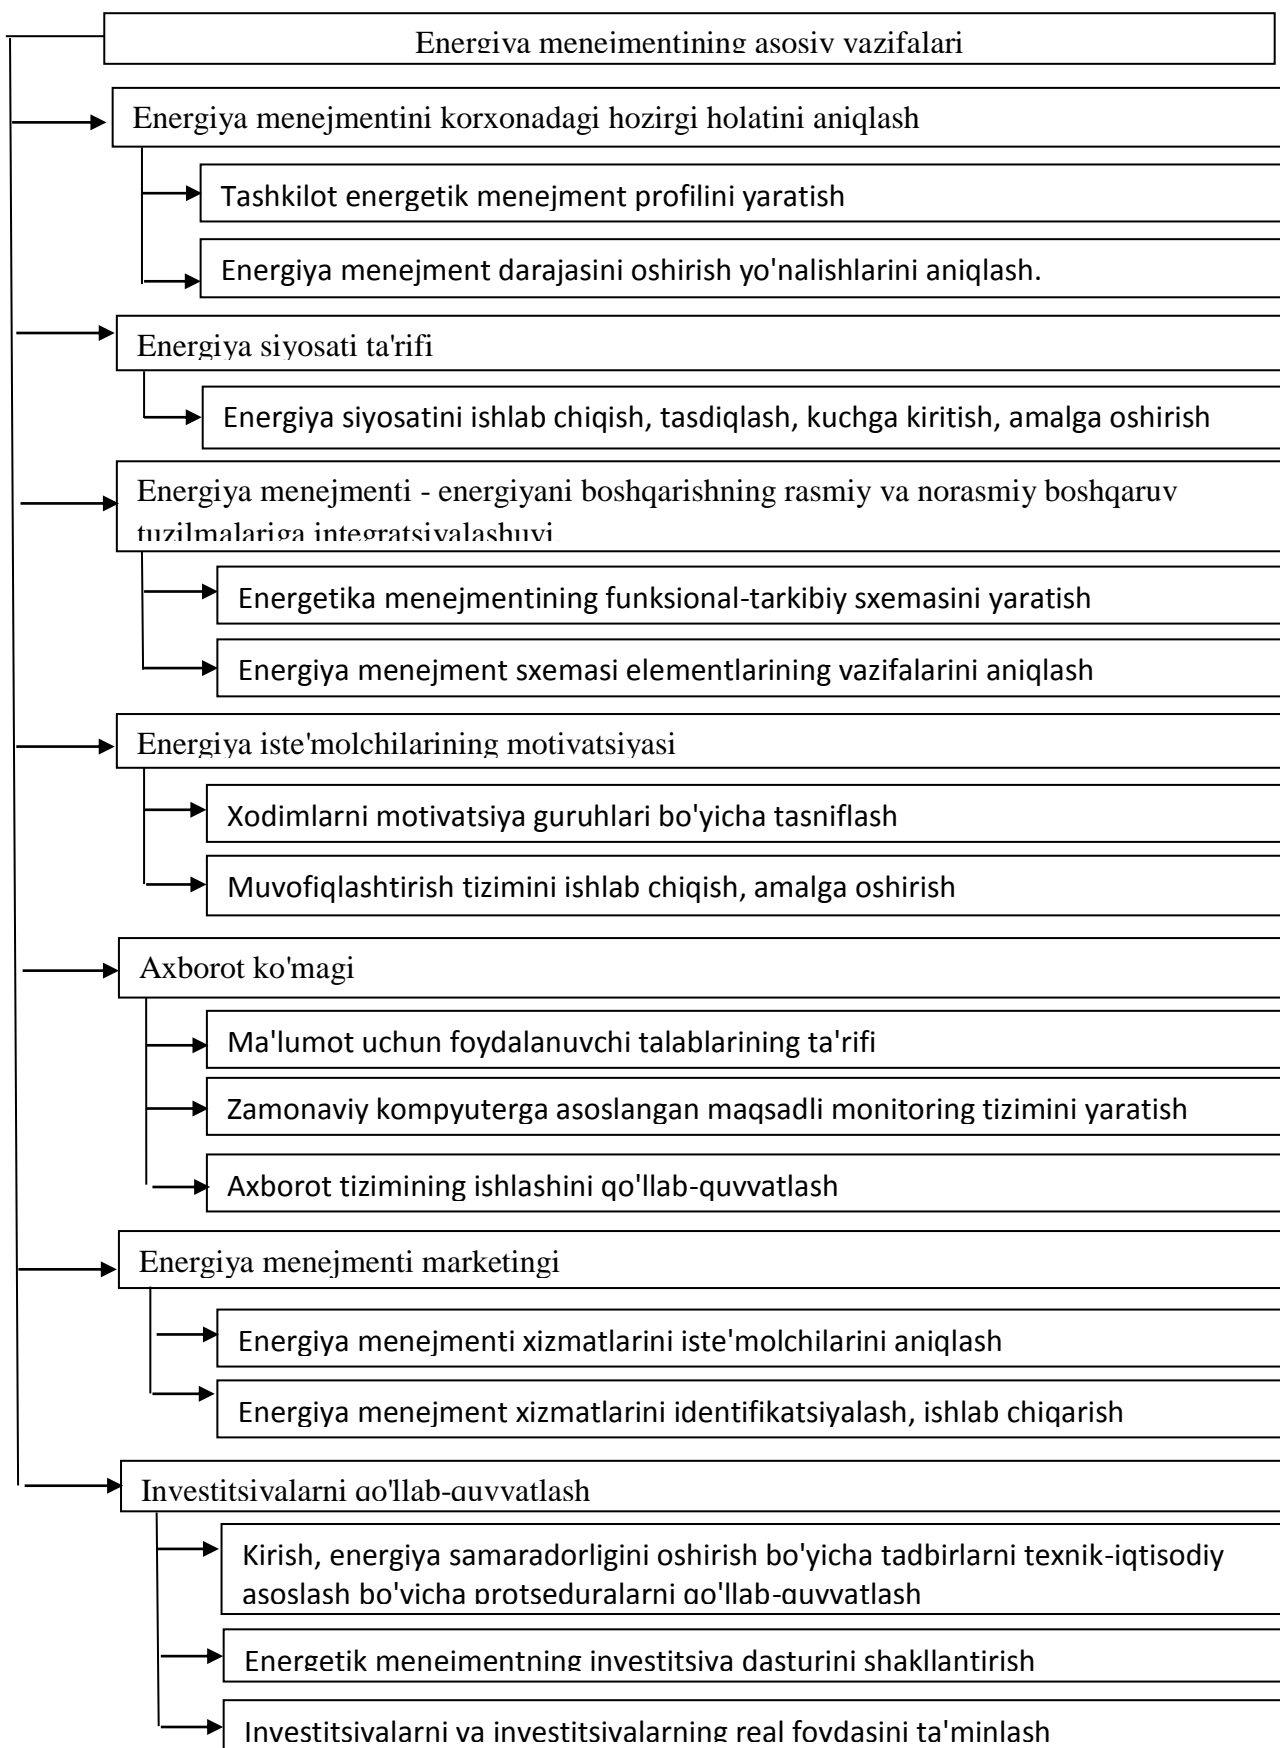 Energiya menejmentining asosiy vazifalari
Energiya menejmentini korxonadagi hozirgi holatini aniqlash
Tashkilot energetik menejment profilini yaratish
Energiya menejment darajasini oshirish yo'nalishlarini aniqlash.
Energiya siyosati ta'rifi
Energiya siyosatini ishlab chiqish, tasdiqlash, kuchga kiritish, amalga oshirish
Energiya menejmenti - energiyani boshqarishning rasmiy va norasmiy boshqaruv
tuzilmalariga integratsiyalashuvi
Energetika menejmentining funksional-tarkibiy sxemasini yaratish
Energiya menejment sxemasi elementlarining vazifalarini aniqlash
Energiya iste'molchilarining motivatsiyasi
Xodimlarni motivatsiya guruhlari bo'yicha tasniflash
Muvofiqlashtirish tizimini ishlab chiqish, amalga oshirish
Axborot ko'magi
Ma'lumot uchun foydalanuvchi talablarining ta'rifi
Zamonaviy kompyuterga asoslangan maqsadli monitoring tizimini yaratish
Axborot tizimining ishlashini qo'llab-quvvatlash
Energiya menejmenti marketingi
Energiya menejmenti xizmatlarini iste'molchilarini aniqlash
Energiya menejment xizmatlarini identifikatsiyalash, ishlab chiqarish
Investitsiyalarni qo'llab-quvvatlash
Kirish, energiya samaradorligini oshirish bo'yicha tadbirlarni texnik-iqtisodiy
asoslash bo'yicha protseduralarni qo'llab-quvvatlash
Energetik menejmentning investitsiya dasturini shakllantirish
Investitsiyalarni va investitsiyalarning real foydasini ta'minlash